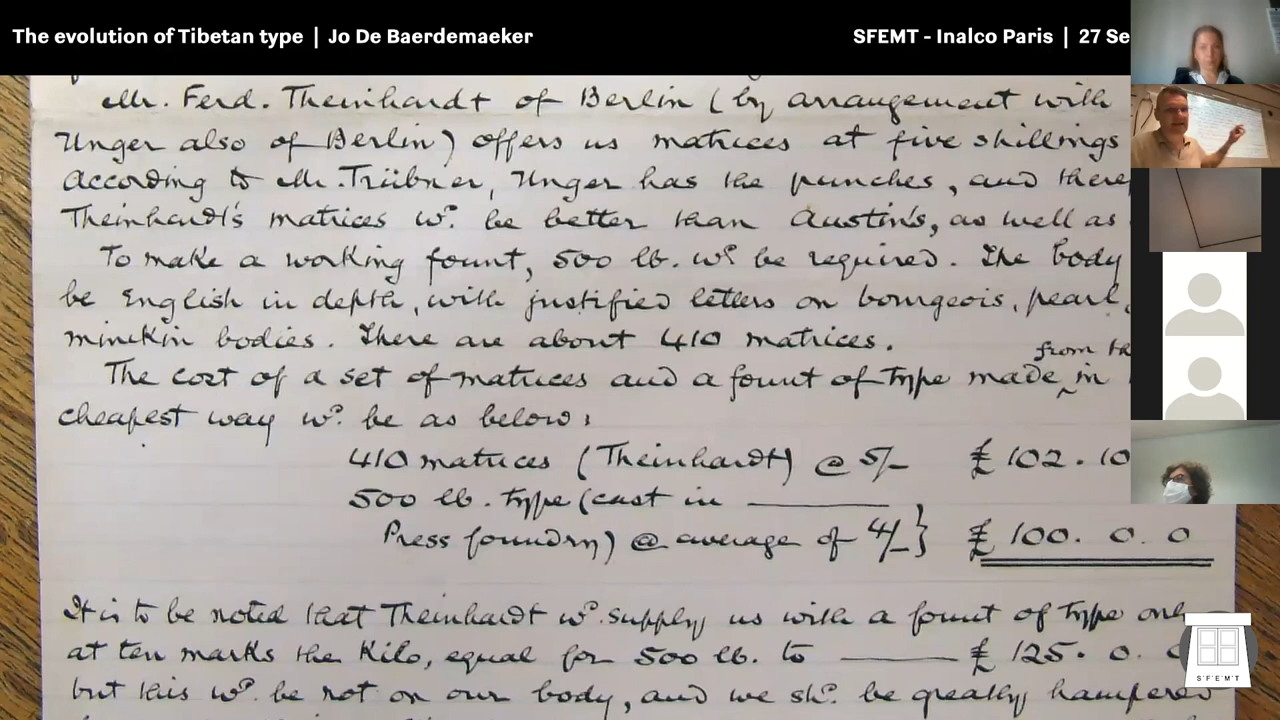 The evolution of Tibetan type | Jo De Baerdemaeker
SFEMT - Inalco Paris | 27 Se
Mr. Ferd. Theinhardt of Berlin (by arrangement with
Unger also of Berlin) offers us matrices at five shillings
According to Mr. Trübner, Unger has the punches, and there
Theinhardt's matrices wd. be better than Austin's, as well as
To make a working fount, 500 lb. wd be required. The body
be English in depth, with justified letters on bourgeois, pearl,
minikin bodies. There are about 410 matrices.
from
The cost of a set of matrices and a fount of type made ‸ in
cheapest way wd. be as below:
410 matrices (Theinhardt) @ 5/- £ 102. 10
500 lb. type (cast in ———
Press foundry) @ average of 4/- } £ 100. 0. 0
It is to be noted that Theinhardt wd. supply us with a fount of type only
at ten marks the Kilo, equal for 500 lb. to ——— £ 125. 0. 0
but this wd. be not on our body, and we shd. be greatly hampered
SFEMT